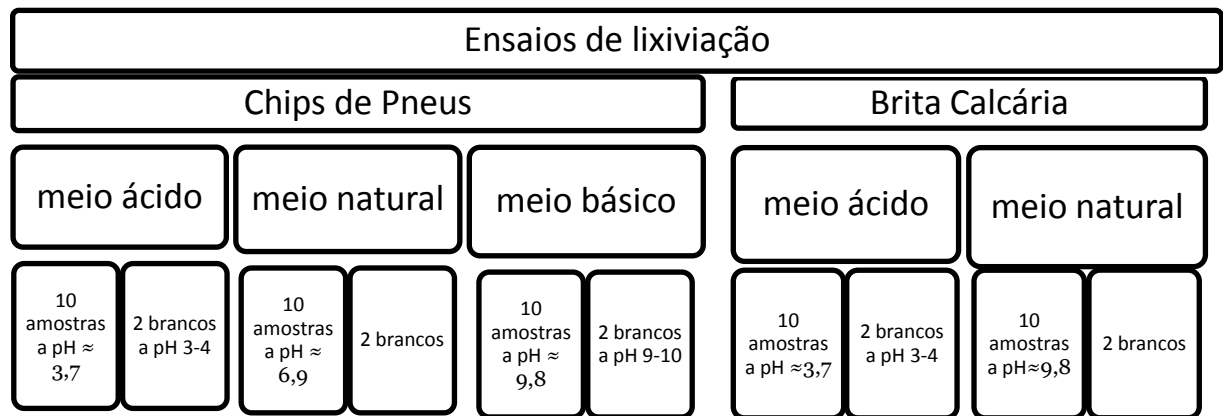 Ensaios de lixiviação
Chips de Pneus
Brita Calcária
meio ácido
meio natural
meio básico
meio ácido
meio natural
10
amostras
a pH ≈
3,7
2 brancos
a pH 3-4
10
amostras
a pH ≈
6,9
2 brancos
10
amostras
a pH ≈
9,8
2 brancos
a pH 9-10
10
amostras
a pH ≈3,7
2 brancos
a pH 3-4
10
amostras
a pH≈9,8
2 brancos